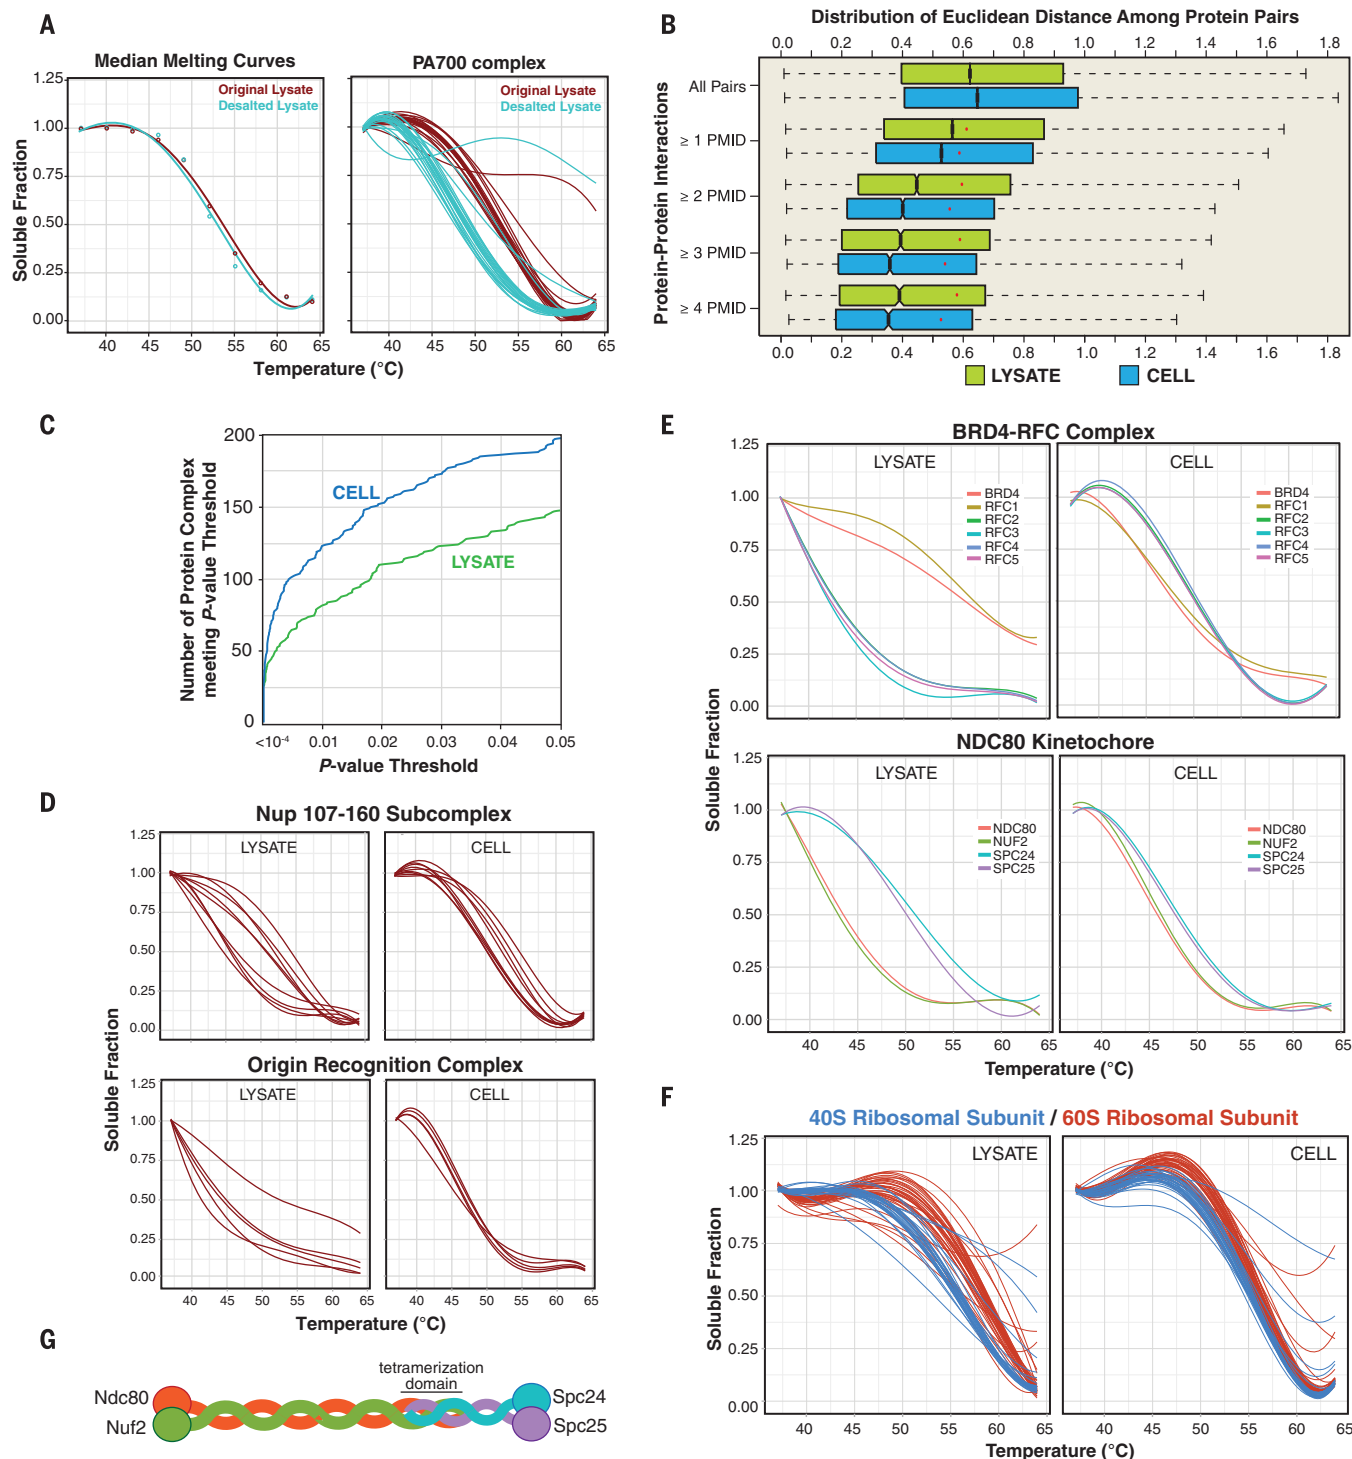 A
Median Melting Curves
PA700 complex
Original Lysate
Desalted Lysate
Original Lysate
Desalted Lysate
Soluble Fraction
1.25
1.00
0.75
0.50
0.25
0.00
40 45 50 55 60 65
40 45 50 55 60 65
Temperature (°C)
B
Distribution of Euclidean Distance Among Protein Pairs
0.0 0.2 0.4 0.6 0.8 1.0 1.2 1.4 1.6 1.8
Protein-Protein Interactions
All Pairs
≥ 1 PMID
≥ 2 PMID
≥ 3 PMID
≥ 4 PMID
0.0 0.2 0.4 0.6 0.8 1.0 1.2 1.4 1.6 1.8
LYSATE CELL
C
Number of Protein Complex
meeting P-value Threshold
200
150
100
50
0
CELL
LYSATE
<10-4 0.01 0.02 0.03 0.04 0.05
P-value Threshold
D
Nup 107-160 Subcomplex
LYSATE
CELL
1.25
1.00
0.75
0.50
0.25
0.00
Soluble Fraction
Origin Recognition Complex
LYSATE
CELL
1.25
1.00
0.75
0.50
0.25
0.00
40 45 50 55 60 65
40 45 50 55 60 65
Temperature (°C)
E
BRD4-RFC Complex
LYSATE
CELL
1.25
1.00
0.75
0.50
0.25
0.00
BRD4
RFC1
RFC2
RFC3
RFC4
RFC5
BRD4
RFC1
RFC2
RFC3
RFC4
RFC5
Soluble Fraction
NDC80 Kinetochore
LYSATE
CELL
1.25
1.00
0.75
0.50
0.25
0.00
NDC80
NUF2
SPC24
SPC25
NDC80
NUF2
SPC24
SPC25
40 45 50 55 60 65
40 45 50 55 60 65
Temperature (°C)
F
40S Ribosomal Subunit / 60S Ribosomal Subunit
LYSATE
CELL
Soluble Fraction
1.25
1.00
0.75
0.50
0.25
0.00
40 45 50 55 60 65
40 45 50 55 60 65
Temperature (°C)
G
tetramerization
domain
Ndc80
Nuf2
Spc24
Spc25